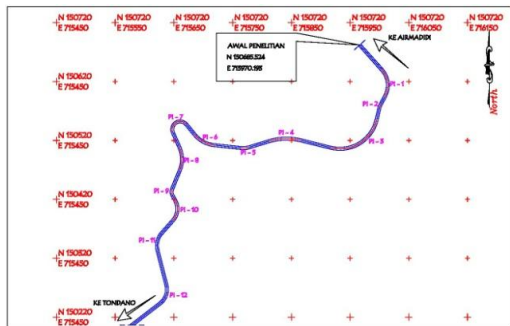 N 150720 N 150720 N 150720 N 150720 N 150720 N 150720 N 150720 N 150720
E 715450 E 715550 E 715650 E 715750 E 715850 E 715950 E 716050 E 716150
KE AIRMADIDI
AWAL PENELITIAN
N 150685.324
E 715970.195
North
N 150620
E 715450
PI-1
PI-2
PI-7
N 150520
E 715450
PI-6
PI-5
PI-4
PI-3
PI-8
N 150420
E 715450
PI-9
PI-10
N 150320
E 715450
PI-11
PI-12
KE TONDANO
N 150220
E 715450